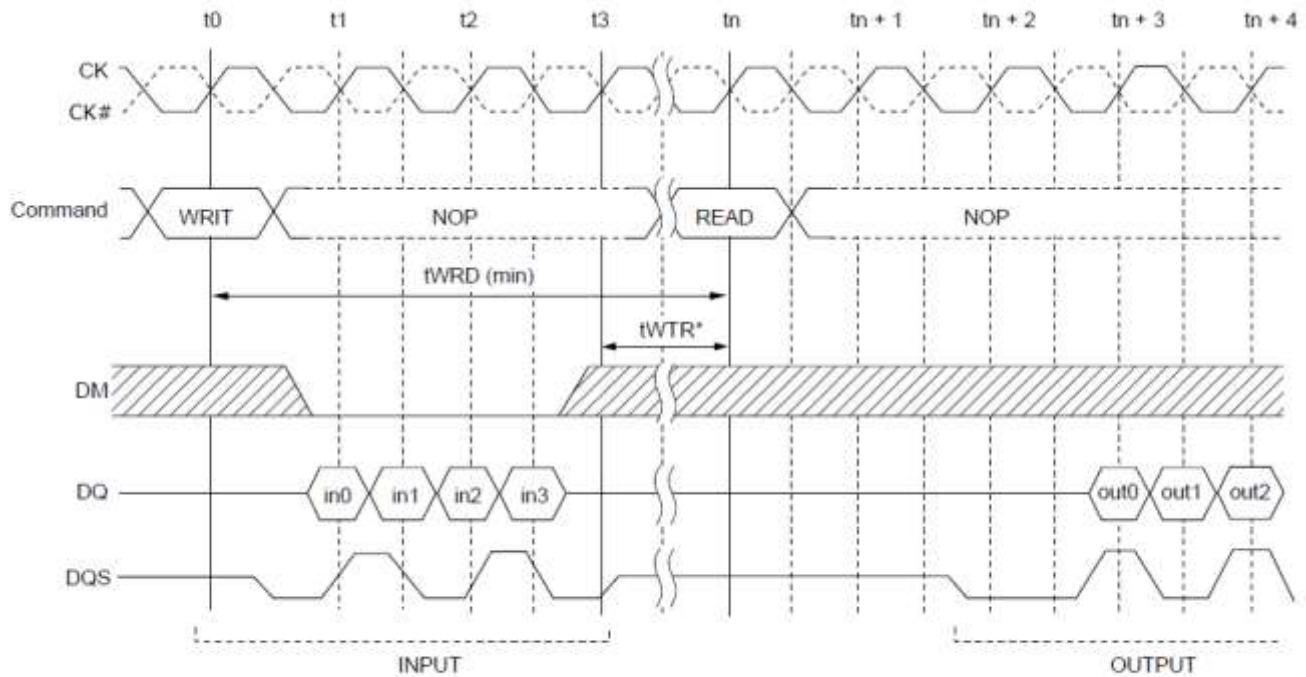 t0 t1 t2 t3 tn tn + 1 tn + 2 tn + 3 tn + 4
CK
CK#
Command WRIT NOP READ NOP
tWRD (min)
tWTR*
DM
DQ in0 in1 in2 in3 out0 out1 out2
DQS
INPUT OUTPUT